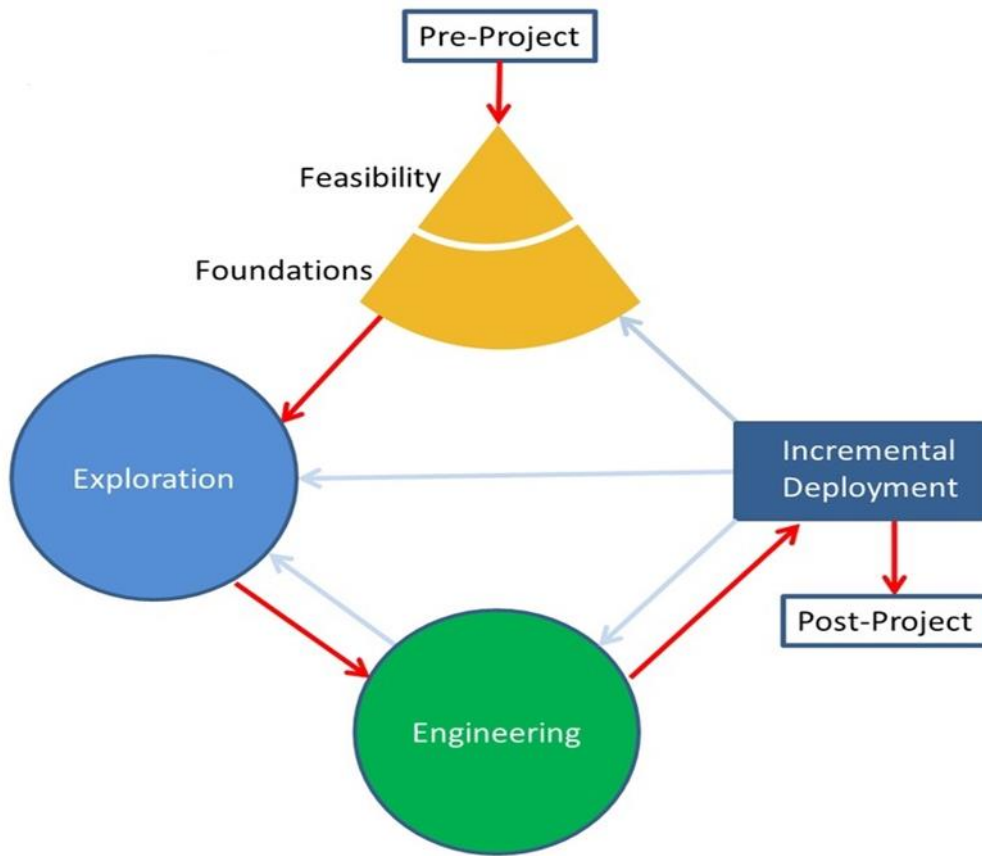 Pre-Project
Feasibility
Foundations
Exploration
Incremental
Deployment
Post-Project
Engineering